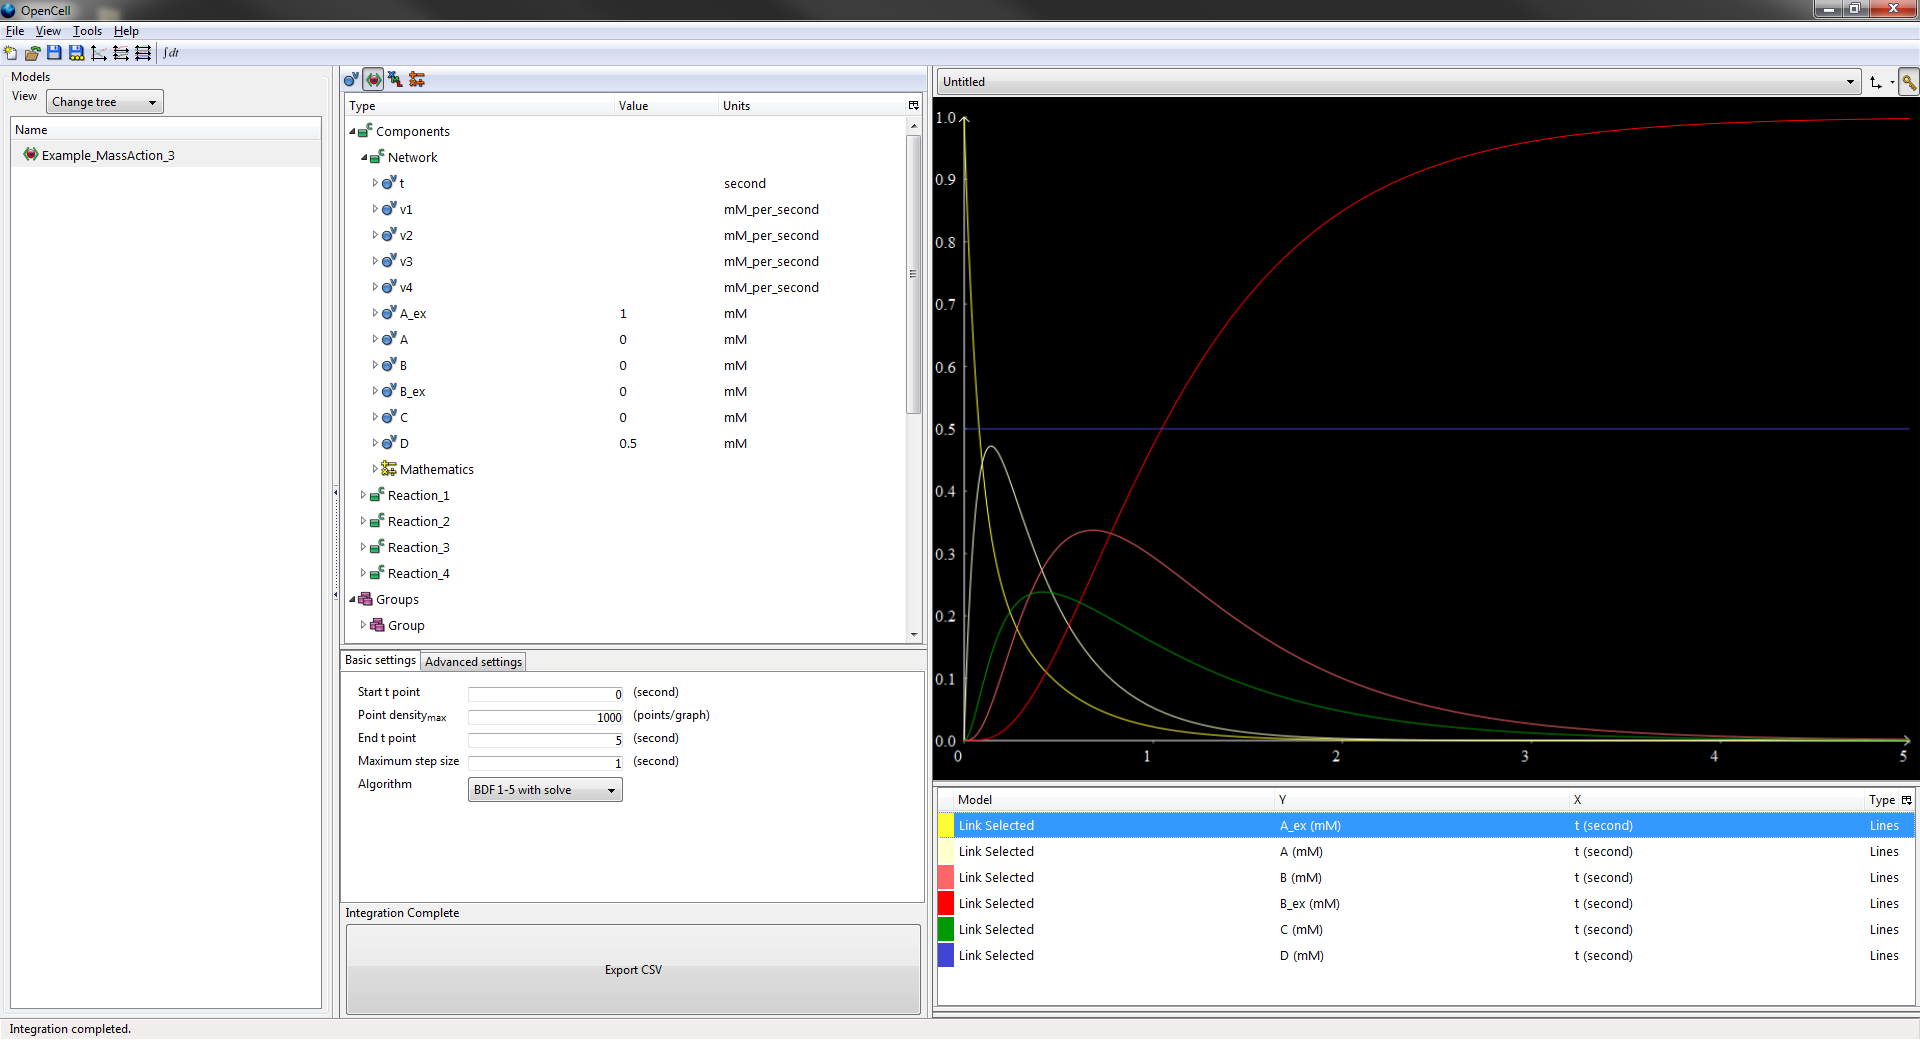 OpenCell
File View Tools Help
∫dt
Models
View Change tree
Name
Example_MassAction_3
Type Value Units
Components
Network
t second
v1 mM_per_second
v2 mM_per_second
v3 mM_per_second
v4 mM_per_second
A_ex 1 mM
A 0 mM
B 0 mM
B_ex 0 mM
C 0 mM
D 0.5 mM
Mathematics
Reaction_1
Reaction_2
Reaction_3
Reaction_4
Groups
Group
Basic settings Advanced settings
Start t point 0 (second)
Point densitymax 1000 (points/graph)
End t point 5 (second)
Maximum step size 1 (second)
Algorithm BDF 1-5 with solve
Integration Complete
Export CSV
Untitled
1.0
0.9
0.8
0.7
0.6
0.5
0.4
0.3
0.2
0.1
0.0
0 1 2 3 4 5
Model Y X Type
Link Selected A_ex (mM) t (second) Lines
Link Selected A (mM) t (second) Lines
Link Selected B (mM) t (second) Lines
Link Selected B_ex (mM) t (second) Lines
Link Selected C (mM) t (second) Lines
Link Selected D (mM) t (second) Lines
Integration completed.